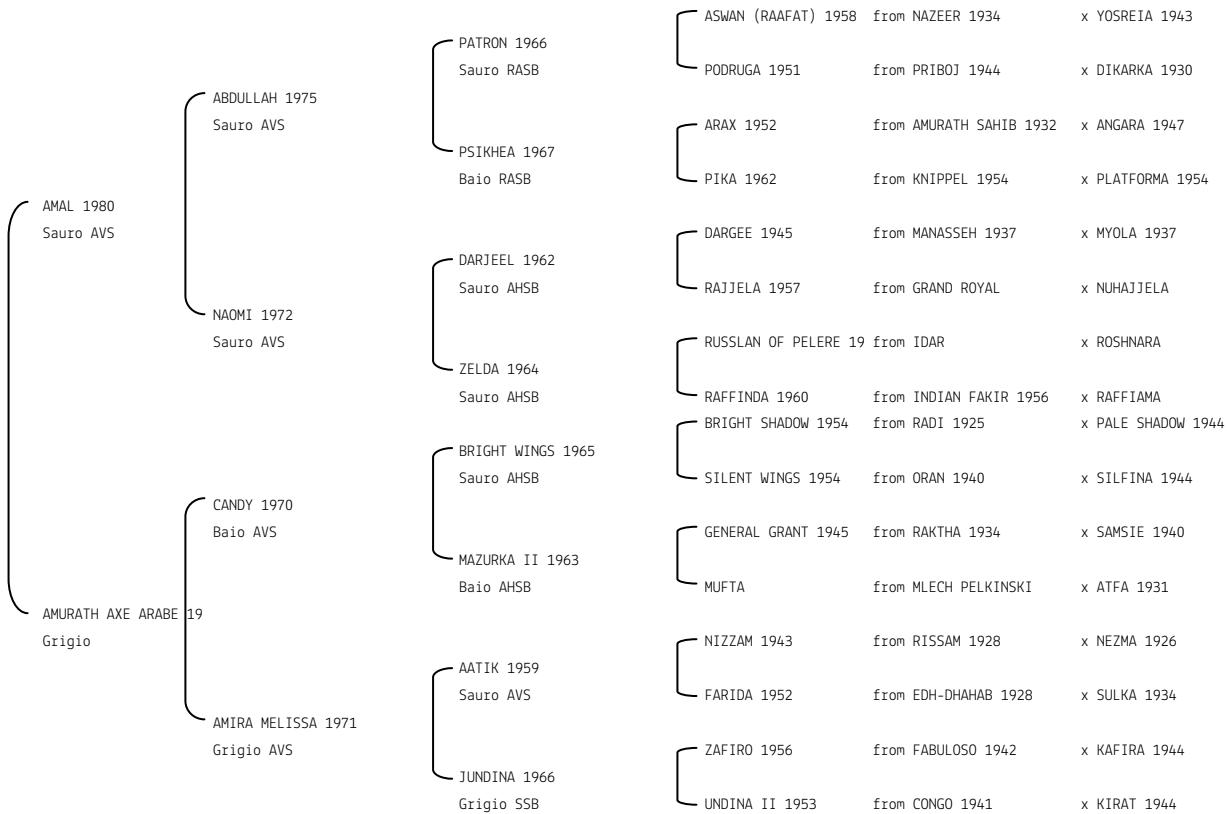 ASWAN (RAAFAT) 1958 from NAZEER 1934 x YOSREIA 1943
PATRON 1966
Sauro RASB
PODRUGA 1951 from PRIBOJ 1944 x DIKARKA 1930
ABDULLAH 1975
Sauro AVS
ARAX 1952 from AMURATH SAHIB 1932 x ANGARA 1947
PSIKHEA 1967
Baio RASB
PIKA 1962 from KNIPPEL 1954 x PLATFORMA 1954
AMAL 1980
Sauro AVS
DARGEE 1945 from MANASSEH 1937 x MYOLA 1937
DARJEEL 1962
Sauro AHSB
RAJJELA 1957 from GRAND ROYAL x NUHAJJELA
NAOMI 1972
Sauro AVS
RUSSLAN OF PELERE 19 from IDAR x ROSHNARA
ZELDA 1964
Sauro AHSB
RAFFINDA 1960 from INDIAN FAKIR 1956 x RAFFIAMA
BRIGHT SHADOW 1954 from RADI 1925 x PALE SHADOW 1944
BRIGHT WINGS 1965
Sauro AHSB
SILENT WINGS 1954 from ORAN 1940 x SILFINA 1944
CANDY 1970
Baio AVS
GENERAL GRANT 1945 from RAKTHA 1934 x SAMSIE 1940
MAZURKA II 1963
Baio AHSB
MUFTA from MLECH PELKINSKI x ATFA 1931
AMURATH AXE ARABE 19
Grigio
NIZZAM 1943 from RISSAM 1928 x NEZMA 1926
AATIK 1959
Sauro AVS
FARIDA 1952 from EDH-DHAHAB 1928 x SULKA 1934
AMIRA MELISSA 1971
Grigio AVS
ZAFIRO 1956 from FABULOSO 1942 x KAFIRA 1944
JUNDINA 1966
Grigio SSB
UNDINA II 1953 from CONGO 1941 x KIRAT 1944